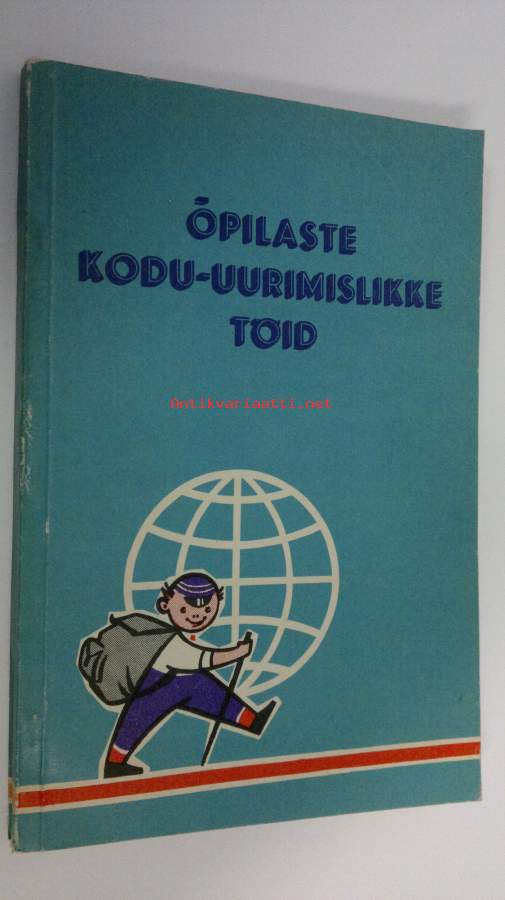 ÕPILASTE
KODU-UURIMISLIKKE
TÖID
Antikvariaatti.net